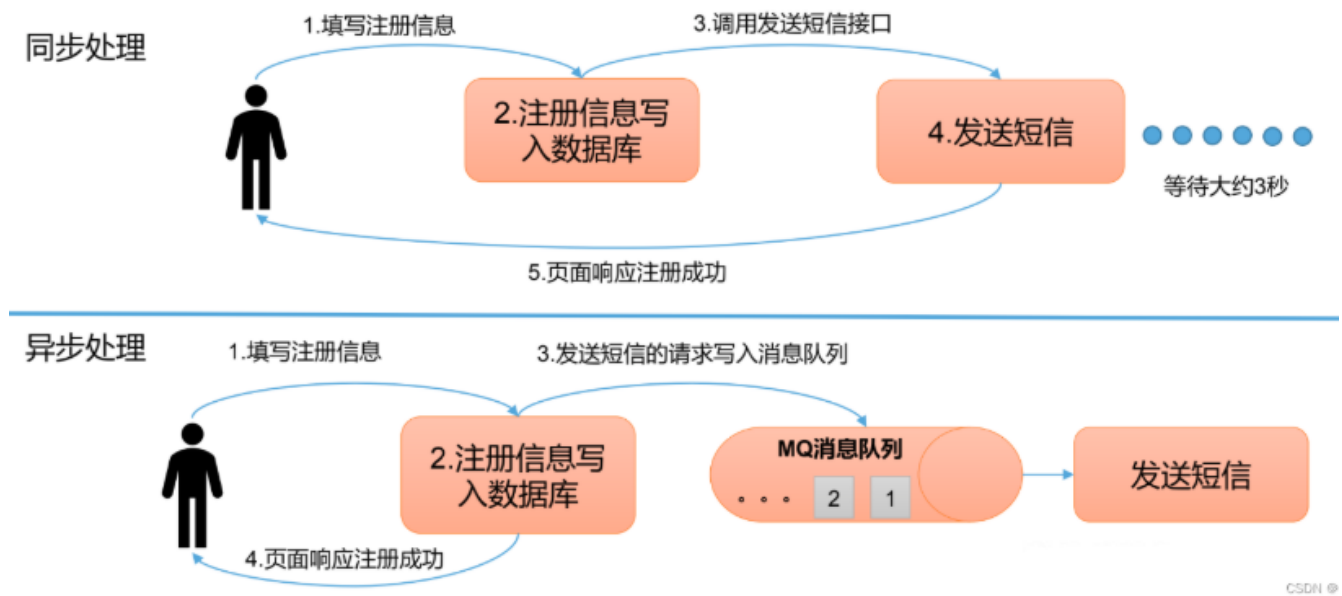 同步处理
1.填写注册信息
3.调用发送短信接口
2.注册信息写
入数据库
4.发送短信
等待大约3秒
5.页面响应注册成功
异步处理
1.填写注册信息
3.发送短信的请求写入消息队列
2.注册信息写
入数据库
MQ消息队列
。。。 2 1
发送短信
4.页面响应注册成功
CSDN @